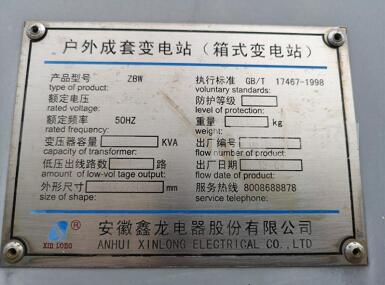 户外成套变电站（箱式变电站）
产品型号 ZBW 执行标准 GB/T 17467-1998
type of product: voluntary standards:
额定电压 防护等级
rated voltage: level of protection:
额定频率 50HZ 重量 kg
rated frequency: weight:
变压器容量 KVA 出厂编号
capacity of transformer: flow number of product:
低压出线路数 路 出厂日期
amount of low-vol tage output: date of product:
外形尺寸 mm 服务热线 8008688878
size of shape: service telephone:
XIN LONG ® 安徽鑫龙电器股份有限公司
ANHUI XINLONG ELECTRICAL CO.,LTD